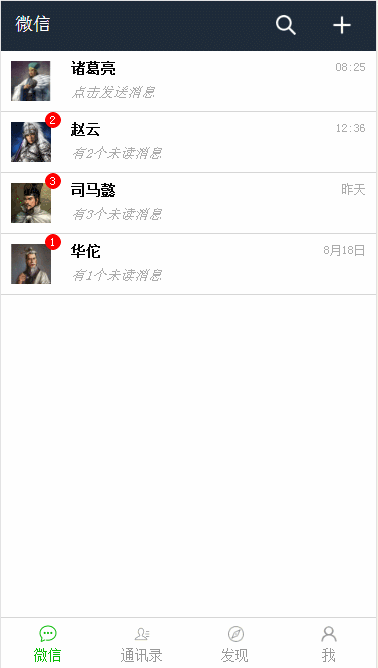 微信
诸葛亮 08:25
点击发送消息
2
赵云 12:36
有2个未读消息
3
司马懿 昨天
有3个未读消息
1
华佗 8月18日
有1个未读消息
微信 通讯录 发现 我